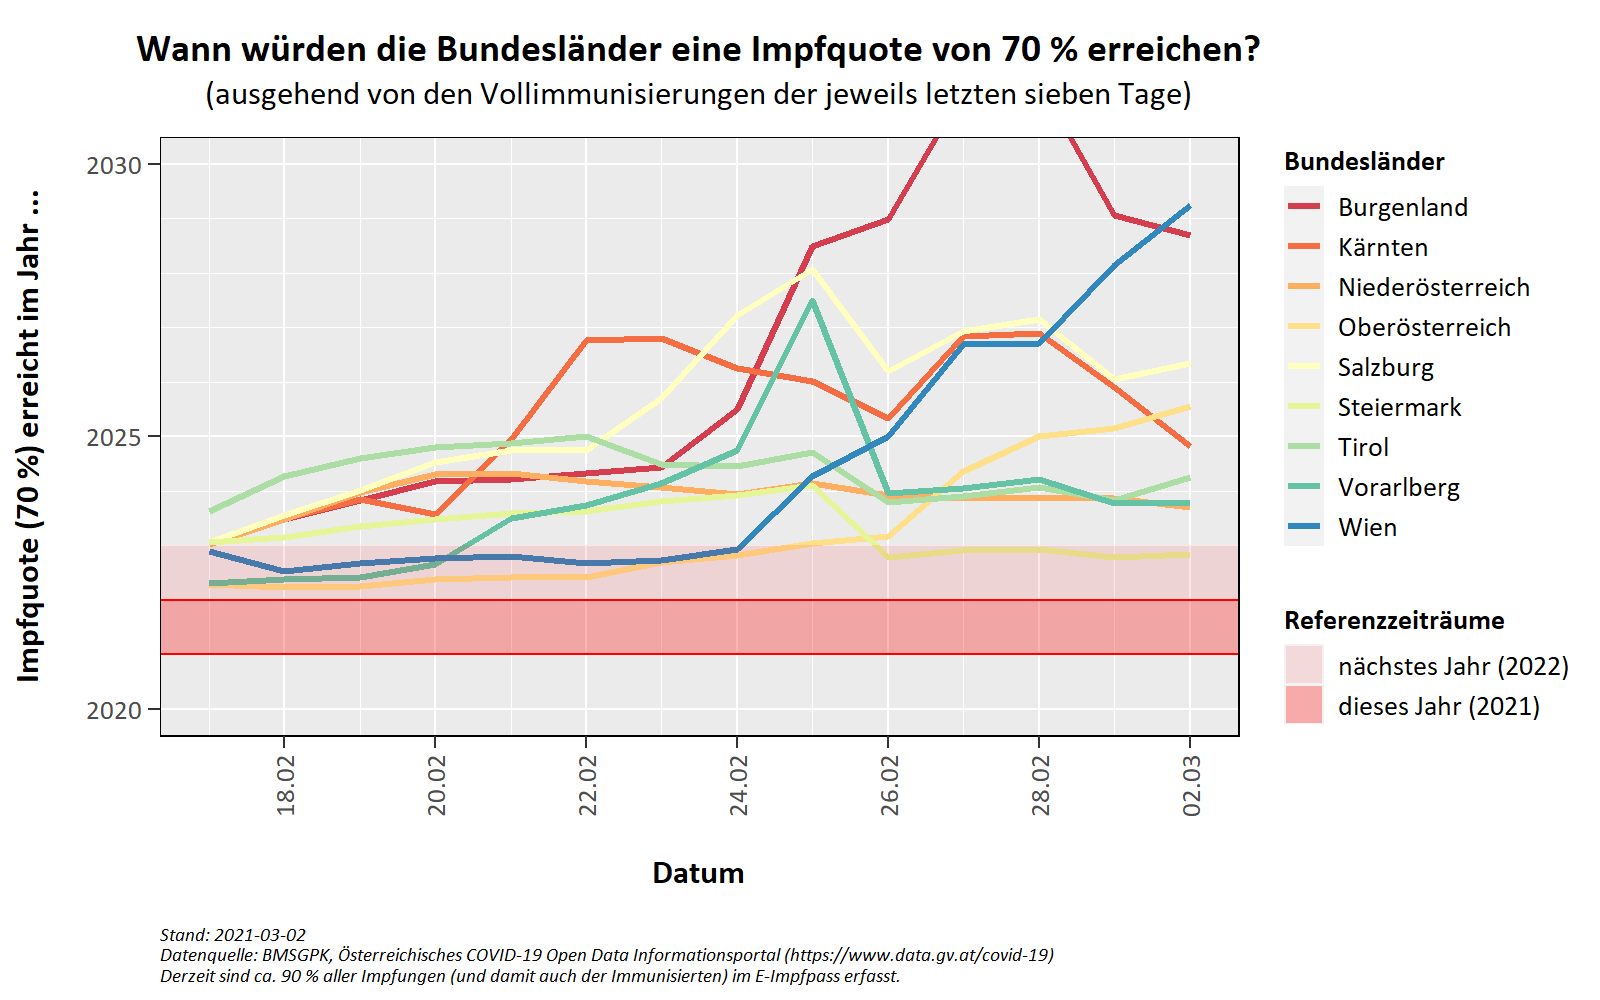 Wann würden die Bundesländer eine Impfquote von 70 % erreichen?
(ausgehend von den Vollimmunisierungen der jeweils letzten sieben Tage)
Impfquote (70 %) erreicht im Jahr ...
2030
2025
2020
18.02
20.02
22.02
24.02
26.02
28.02
02.03
Datum
Bundesländer
Burgenland
Kärnten
Niederösterreich
Oberösterreich
Salzburg
Steiermark
Tirol
Vorarlberg
Wien
Referenzzeiträume
nächstes Jahr (2022)
dieses Jahr (2021)
Stand: 2021-03-02
Datenquelle: BMSGPK, Österreichisches COVID-19 Open Data Informationsportal (https://www.data.gv.at/covid-19)
Derzeit sind ca. 90 % aller Impfungen (und damit auch der Immunisierten) im E-Impfpass erfasst.